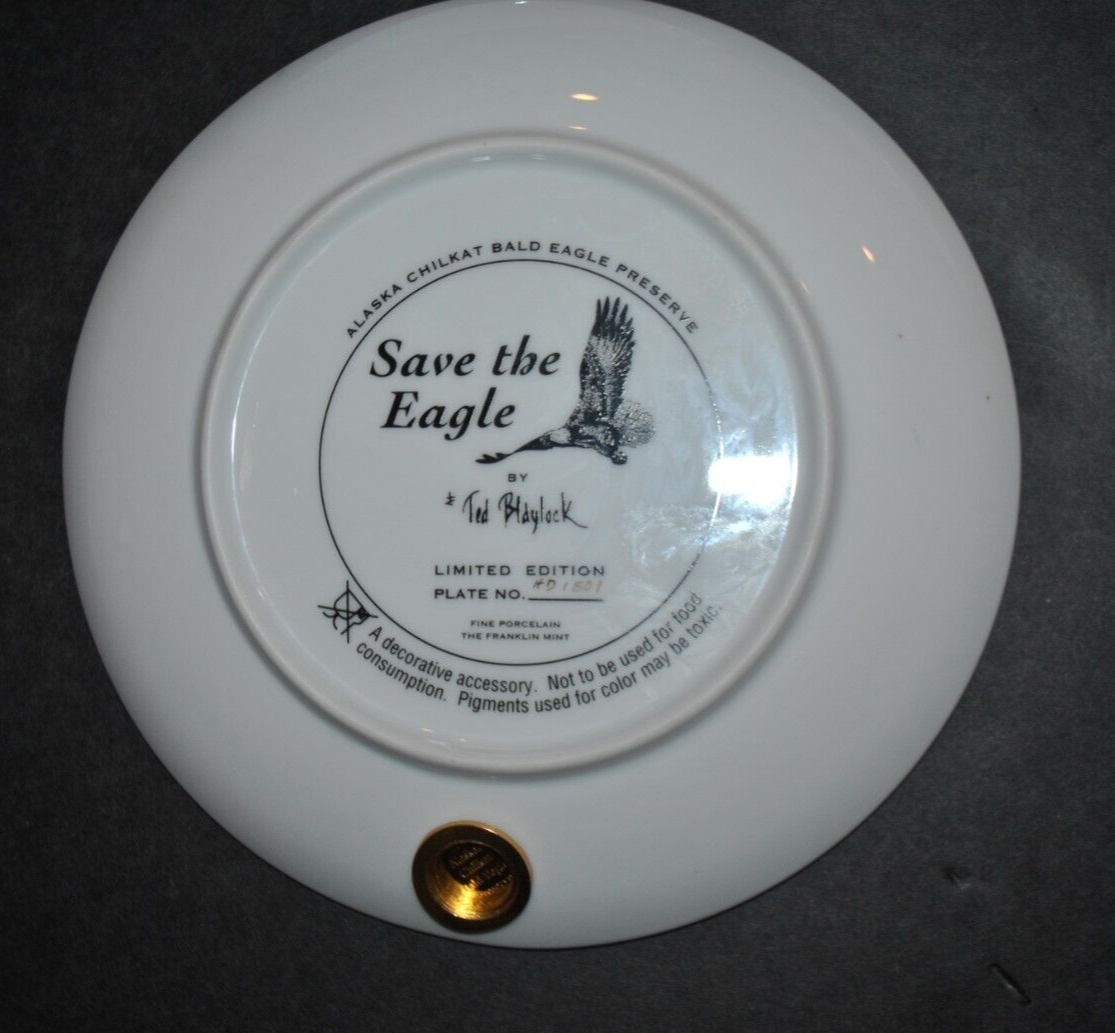 ALASKA CHILKAT BALD EAGLE PRESERVE
Save the
Eagle
BY
Ted Blaylock
LIMITED EDITION
PLATE NO. HD1501
FINE PORCELAIN
THE FRANKLIN MINT
A decorative accessory. Not to be used for food
consumption. Pigments used for color may be toxic.